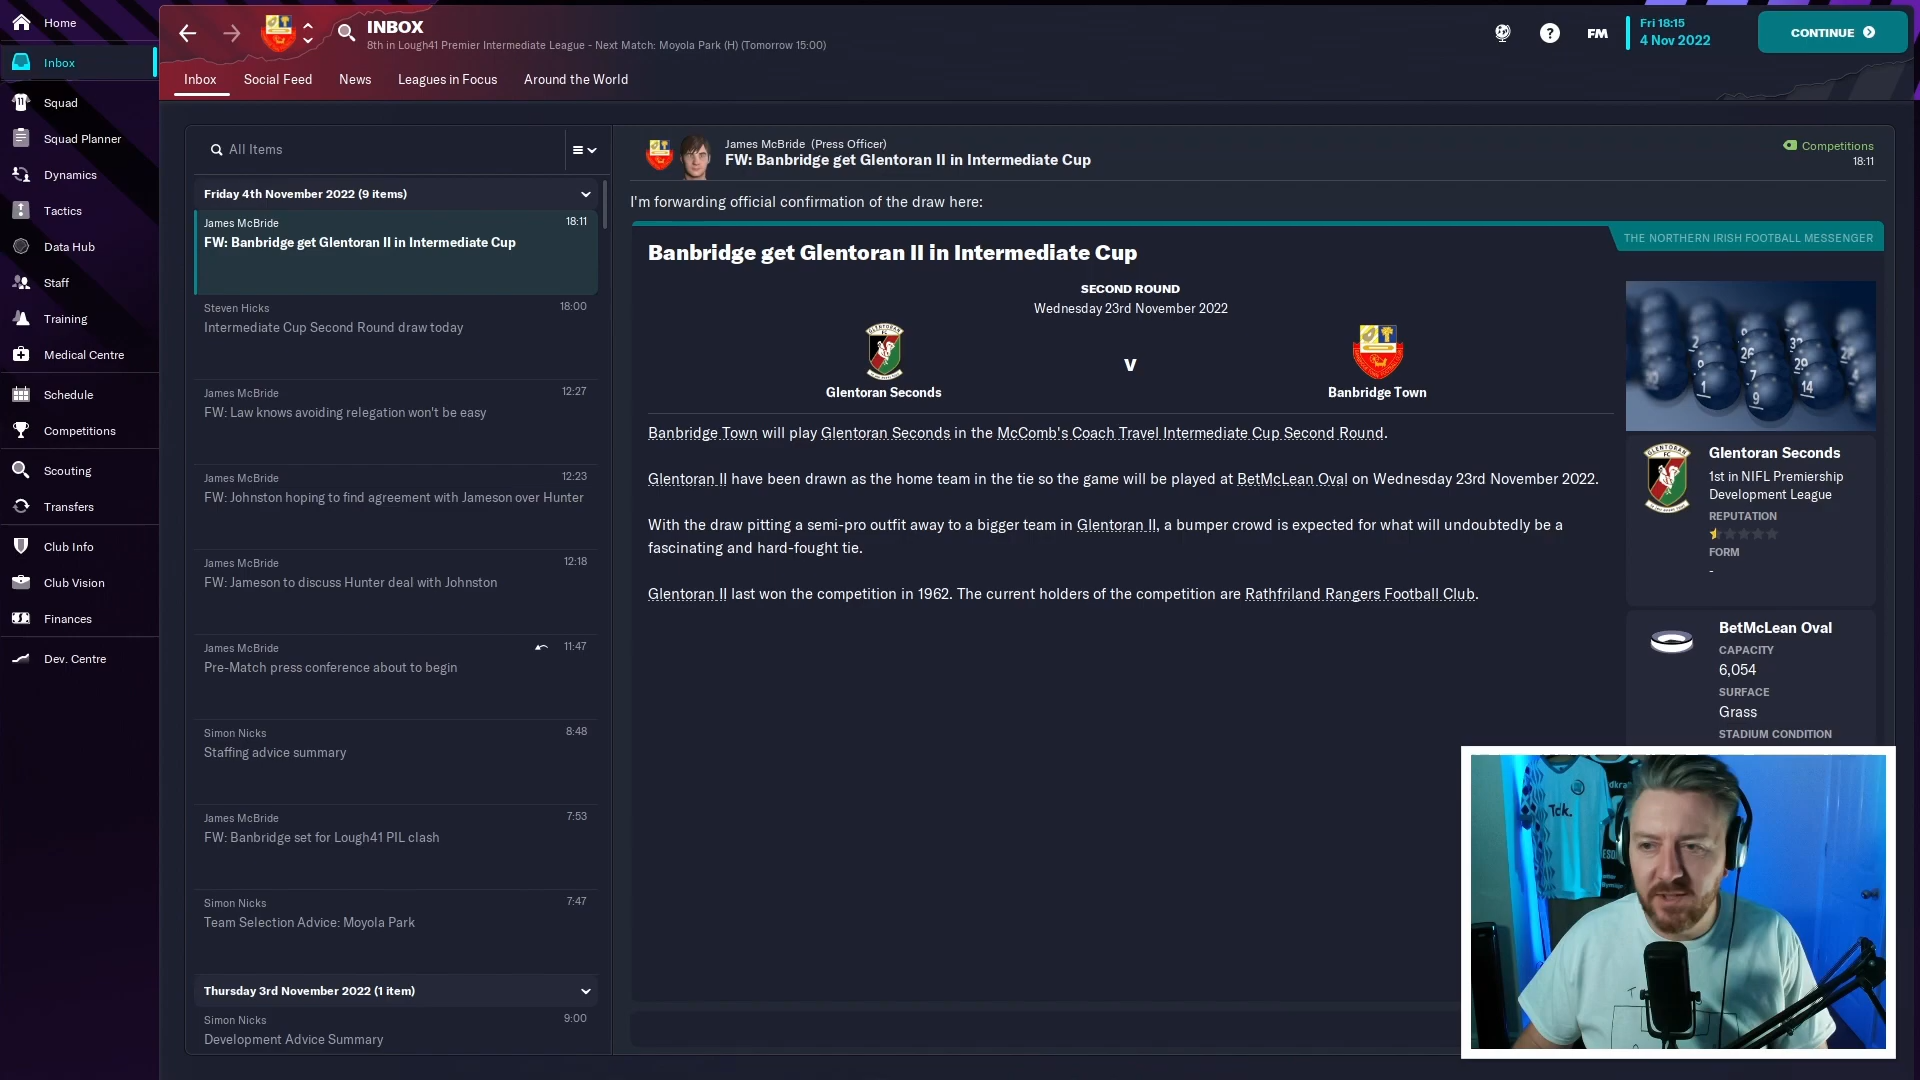 Home
Inbox
Squad
Squad Planner
Dynamics
Tactics
Data Hub
Staff
Training
Medical Centre
Schedule
Competitions
Scouting
Transfers
Club Info
Club Vision
Finances
Dev. Centre
INBOX
8th in Lough41 Premier Intermediate League - Next Match: Moyola Park (H) (Tomorrow 15:00)
FM
Fri 18:15
4 Nov 2022
CONTINUE
Inbox Social Feed News Leagues in Focus Around the World
All Items
Friday 4th November 2022 (9 items)
James McBride 18:11
FW: Banbridge get Glentoran II in Intermediate Cup
Steven Hicks 18:00
Intermediate Cup Second Round draw today
James McBride 12:27
FW: Law knows avoiding relegation won't be easy
James McBride 12:23
FW: Johnston hoping to find agreement with Jameson over Hunter
James McBride 12:18
FW: Jameson to discuss Hunter deal with Johnston
James McBride 11:47
Pre-Match press conference about to begin
Simon Nicks 8:48
Staffing advice summary
James McBride 7:53
FW: Banbridge set for Lough41 PIL clash
Simon Nicks 7:47
Team Selection Advice: Moyola Park
Thursday 3rd November 2022 (1 item)
Simon Nicks 9:00
Development Advice Summary
James McBride (Press Officer)
FW: Banbridge get Glentoran II in Intermediate Cup
Competitions
18:11
I'm forwarding official confirmation of the draw here:
THE NORTHERN IRISH FOOTBALL MESSENGER
Banbridge get Glentoran II in Intermediate Cup
SECOND ROUND
Wednesday 23rd November 2022
V
Glentoran Seconds
Banbridge Town
Banbridge Town will play Glentoran Seconds in the McComb's Coach Travel Intermediate Cup Second Round.
Glentoran II have been drawn as the home team in the tie so the game will be played at BetMcLean Oval on Wednesday 23rd November 2022.
With the draw pitting a semi-pro outfit away to a bigger team in Glentoran II, a bumper crowd is expected for what will undoubtedly be a
fascinating and hard-fought tie.
Glentoran II last won the competition in 1962. The current holders of the competition are Rathfriland Rangers Football Club.
Glentoran Seconds
1st in NIFL Premiership
Development League
REPUTATION
FORM
-
BetMcLean Oval
CAPACITY
6,054
SURFACE
Grass
STADIUM CONDITION